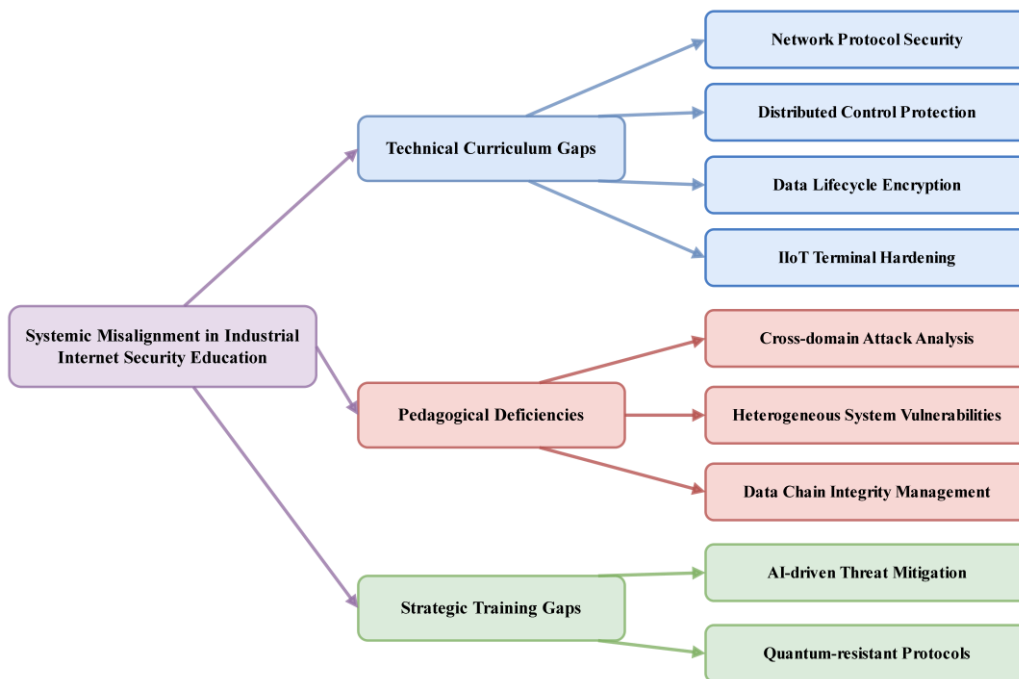 Network Protocol Security
Distributed Control Protection
Technical Curriculum Gaps
Data Lifecycle Encryption
IIoT Terminal Hardening
Systemic Misalignment in Industrial
Internet Security Education
Cross-domain Attack Analysis
Pedagogical Deficiencies
Heterogeneous System Vulnerabilities
Data Chain Integrity Management
AI-driven Threat Mitigation
Strategic Training Gaps
Quantum-resistant Protocols